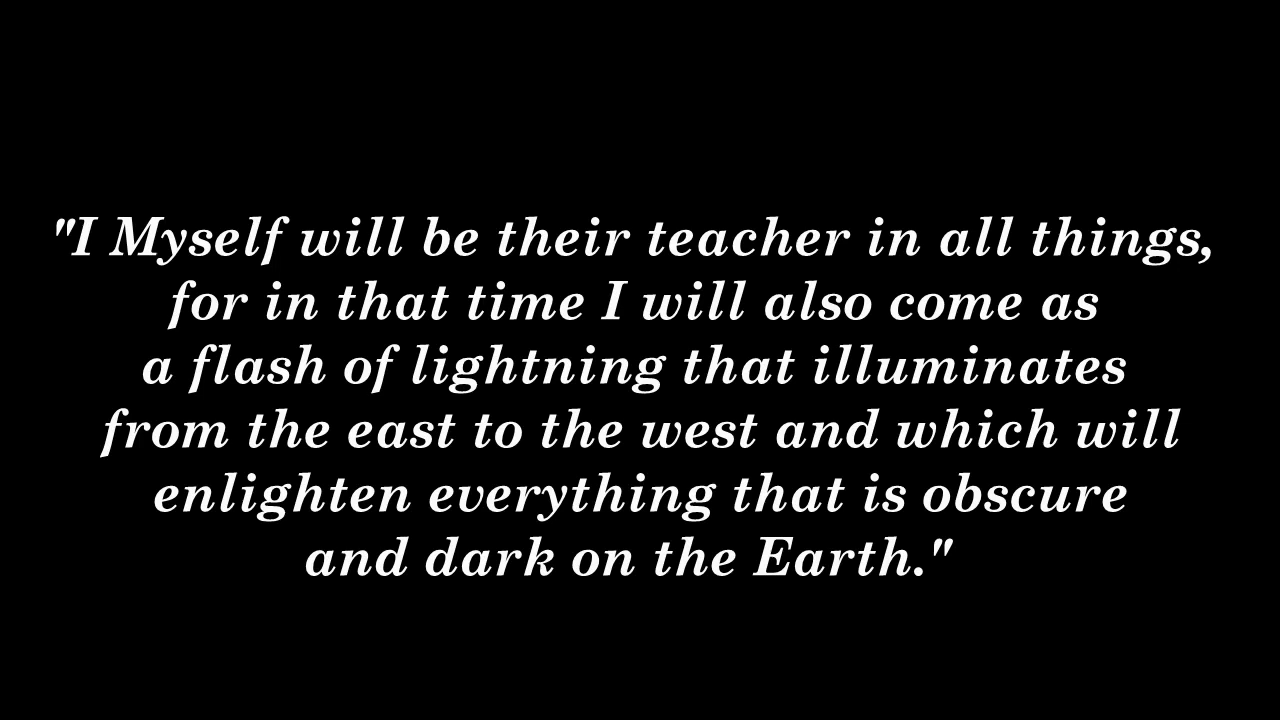 "I Myself will be their teacher in all things,
for in that time I will also come as
a flash of lightning that illuminates
from the east to the west and which will
enlighten everything that is obscure
and dark on the Earth."